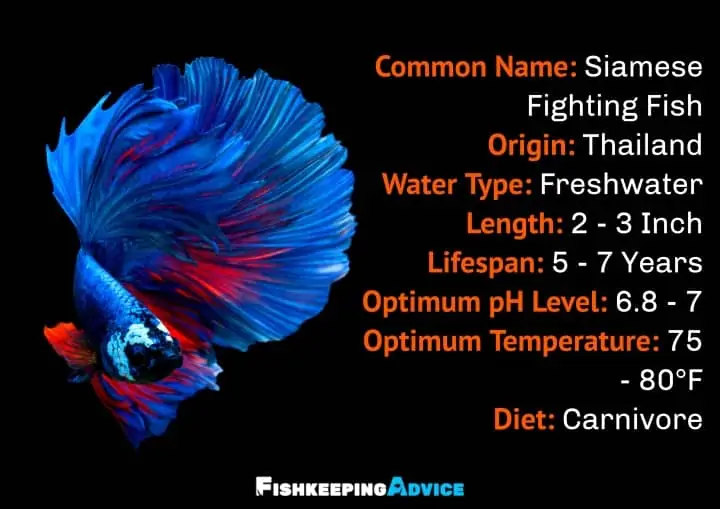 Common Name: Siamese
Fighting Fish
Origin: Thailand
Water Type: Freshwater
Length: 2 - 3 Inch
Lifespan: 5 - 7 Years
Optimum pH Level: 6.8 - 7
Optimum Temperature: 75
- 80°F
Diet: Carnivore
FISHKEEPINGADVICE